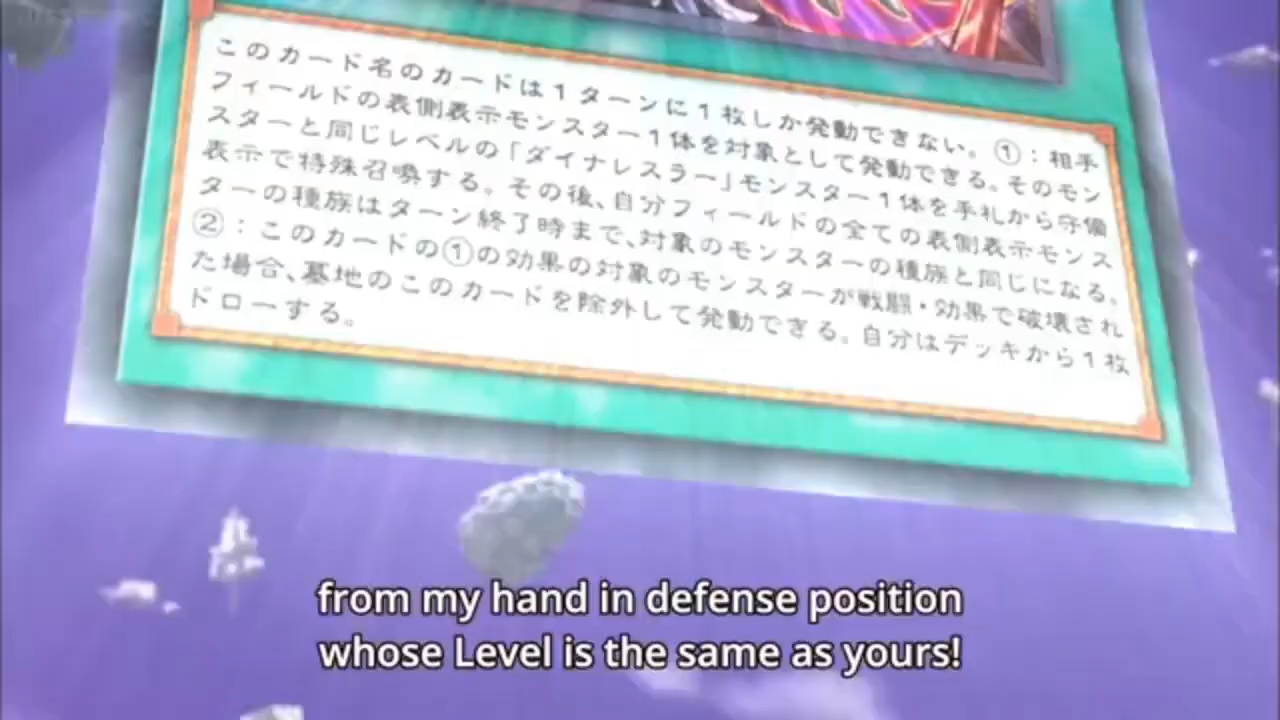 このカード名のカードは1ターンに1枚しか発動できない。①：相手
フィールドの表側表示モンスター1体を対象として発動できる。そのモン
スターと同じレベルの「ダイナレスラー」モンスター1体を手札から守備
表示で特殊召喚する。その後、自分フィールドの全ての表側表示モンス
ターの種族はターン終了時まで、対象のモンスターの種族と同じになる。
②：このカードの①の効果の対象のモンスターが戦闘・効果で破壊され
た場合、墓地のこのカードを除外して発動できる。自分はデッキから1枚
ドローする。
from my hand in defense position
whose Level is the same as yours!